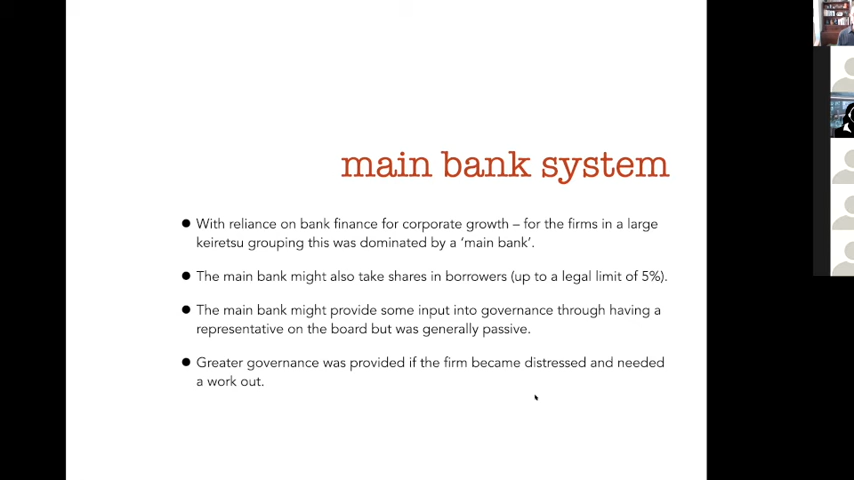 main bank system
● With reliance on bank finance for corporate growth – for the firms in a large
keiretsu grouping this was dominated by a ‘main bank’.
● The main bank might also take shares in borrowers (up to a legal limit of 5%).
● The main bank might provide some input into governance through having a
representative on the board but was generally passive.
● Greater governance was provided if the firm became distressed and needed
a work out.